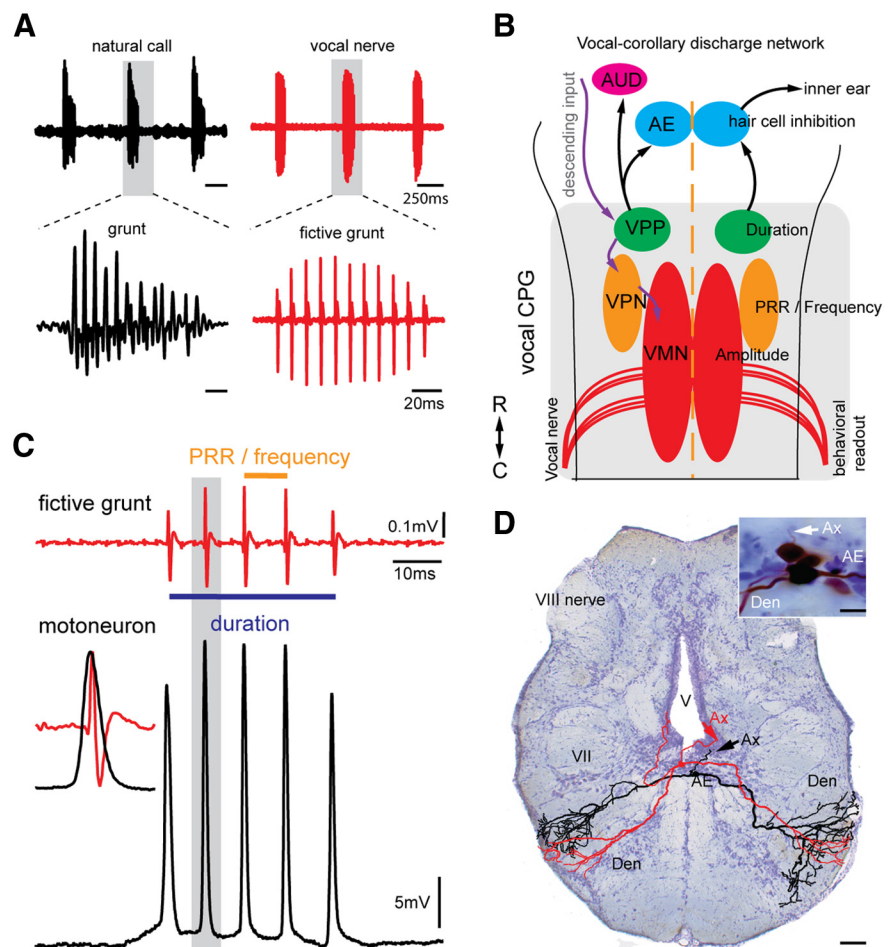 A
natural call
vocal nerve
250ms
grunt
fictive grunt
20ms
B
Vocal-corollary discharge network
AUD
descending input
AE
inner ear
hair cell inhibition
VPP
Duration
vocal CPG
VPN
PRR / Frequency
VMN
Amplitude
R
C
Vocal nerve
behavioral
readout
C
PRR / frequency
fictive grunt
0.1mV
10ms
motoneuron
duration
5mV
D
Ax
AE
Den
VIII nerve
V
Ax
Ax
VII
AE
Den
Den